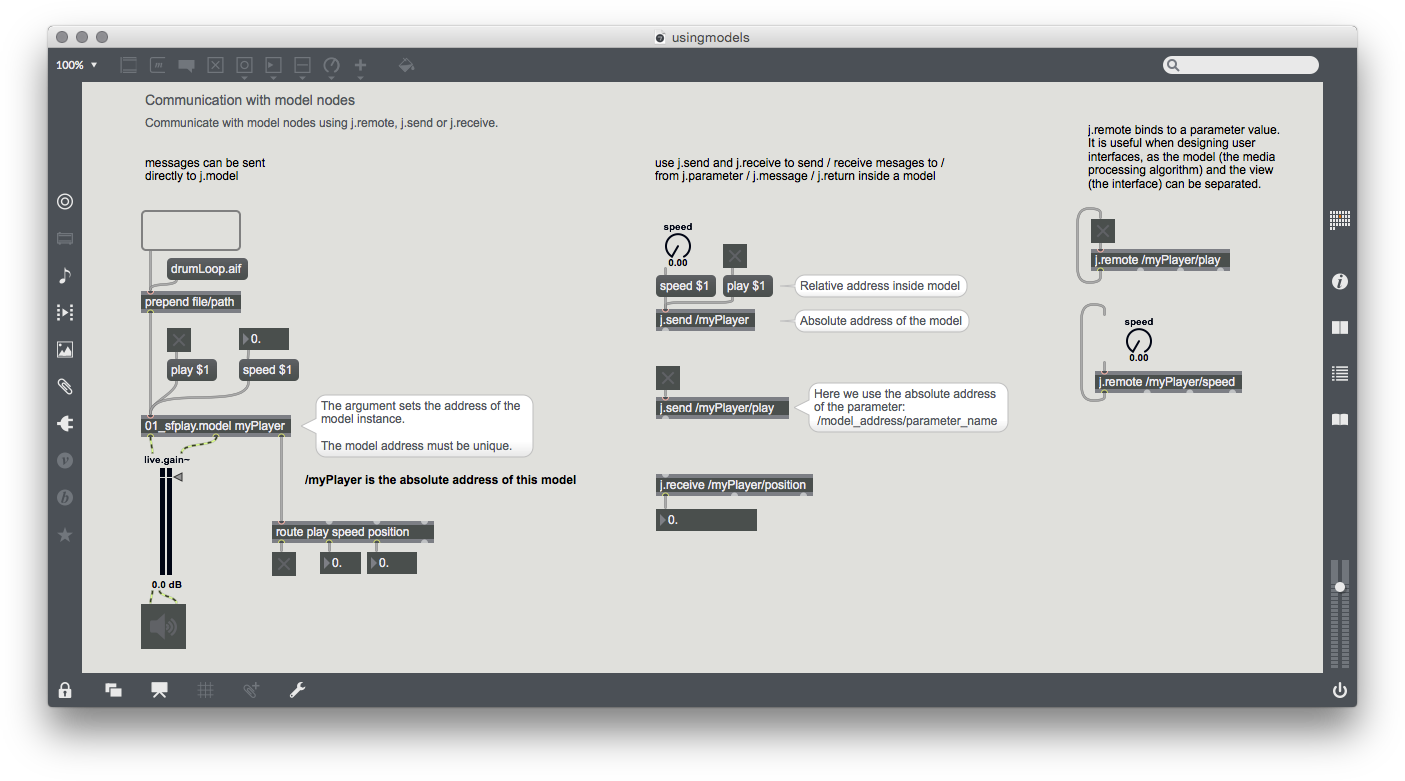 usingmodels
100%
Communication with model nodes
Communicate with model nodes using j.remote, j.send or j.receive.
messages can be sent
directly to j.model
drumLoop.aif
prepend file/path
0.
play $1
speed $1
01_sfplay.model myPlayer
The argument sets the address of the
model instance.
The model address must be unique.
live.gain~
/myPlayer is the absolute address of this model
route play speed position
0.
0.
0.0 dB
use j.send and j.receive to send / receive mesages to /
from j.parameter / j.message / j.return inside a model
speed
0.00
speed $1
play $1
Relative address inside model
j.send /myPlayer
Absolute address of the model
j.send /myPlayer/play
Here we use the absolute address
of the parameter:
/model_address/parameter_name
j.receive /myPlayer/position
0.
j.remote binds to a parameter value.
It is useful when designing user
interfaces, as the model (the media
processing algorithm) and the view
(the interface) can be separated.
j.remote /myPlayer/play
speed
0.00
j.remote /myPlayer/speed